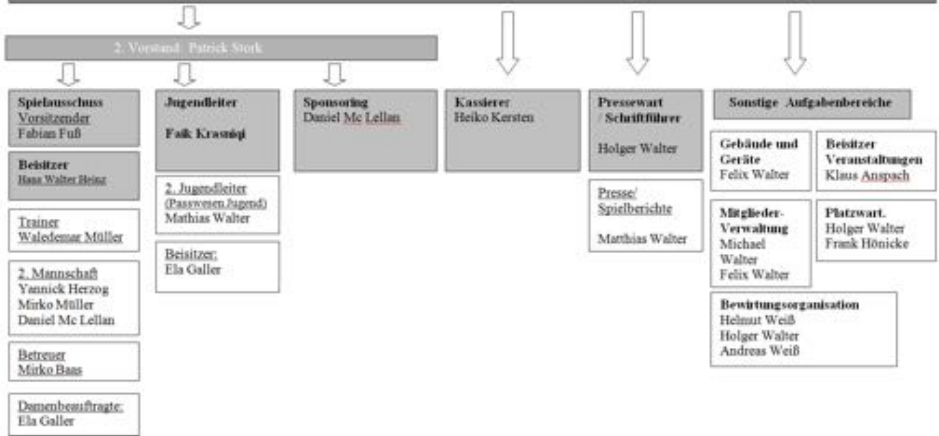 2. Vorstand: Patrick Stork
Spielausschuss
Vorsitzender
Fabian Fuß
Beisitzer
Hans Walter Heinz
Trainer
Waledemar Müller
2. Mannschaft
Yannick Herzog
Mirko Müller
Daniel Mc Lellan
Betreuer
Mirko Baas
Damenbeauftragte:
Ela Galler
Jugendleiter
Faik Krasniqi
2. Jugendleiter
(Passwesen Jugend)
Mathias Walter
Beisitzer:
Ela Galler
Sponsoring
Daniel Mc Lellan
Kassierer
Heiko Kersten
Pressewart
/ Schriftführer
Holger Walter
Presse/
Spielberichte
Matthias Walter
Sonstige Aufgabenbereiche
Gebäude und
Geräte
Felix Walter
Beisitzer
Veranstaltungen
Klaus Anspach
Mitglieder-
Verwaltung
Michael
Walter
Felix Walter
Platzwart.
Holger Walter
Frank Hönicke
Bewirtungsorganisation
Helmut Weiß
Holger Walter
Andreas Weiß